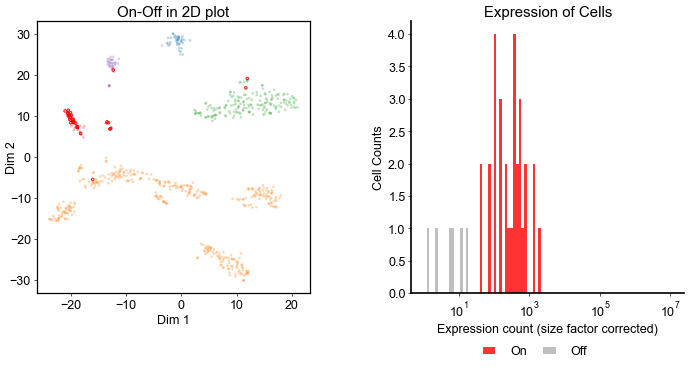 On-Off in 2D plot
30
20
10
0
−10
−20
−30
Dim 2
−20 −10 0 10 20
Dim 1
Expression of Cells
4.0
3.5
3.0
2.5
2.0
1.5
1.0
0.5
0.0
Cell Counts
10^1 10^3 10^5 10^7
Expression count (size factor corrected)
On Off